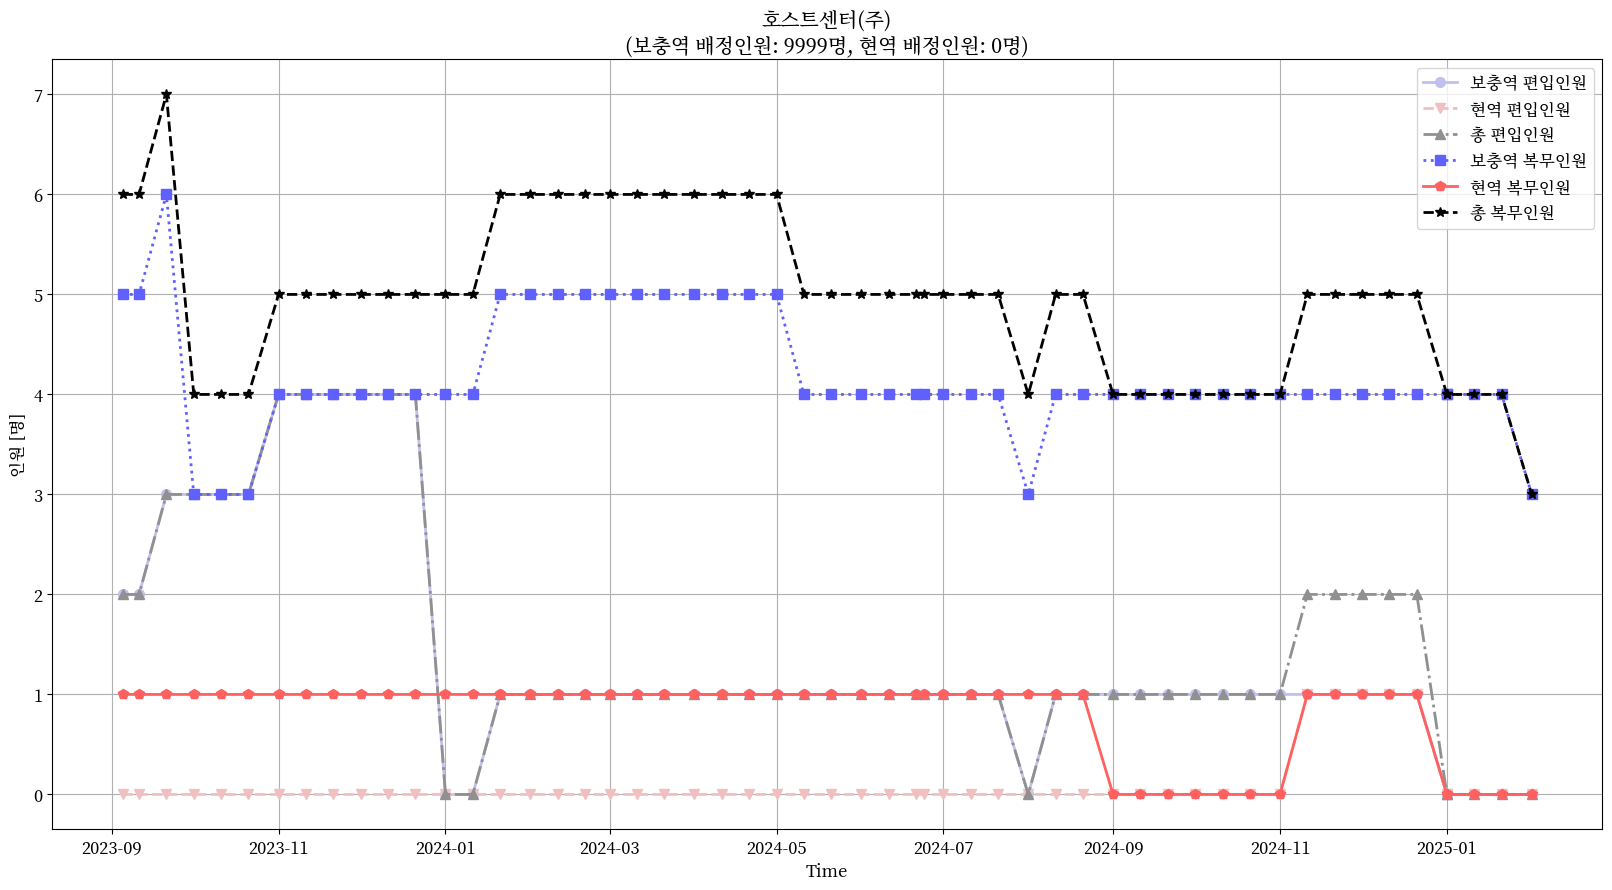 호스트센터(주)
(보충역 배정인원: 9999명, 현역 배정인원: 0명)
보충역 편입인원
현역 편입인원
총 편입인원
보충역 복무인원
현역 복무인원
총 복무인원
인원 [명]
7
6
5
4
3
2
1
0
2023-09
2023-11
2024-01
2024-03
2024-05
2024-07
2024-09
2024-11
2025-01
Time